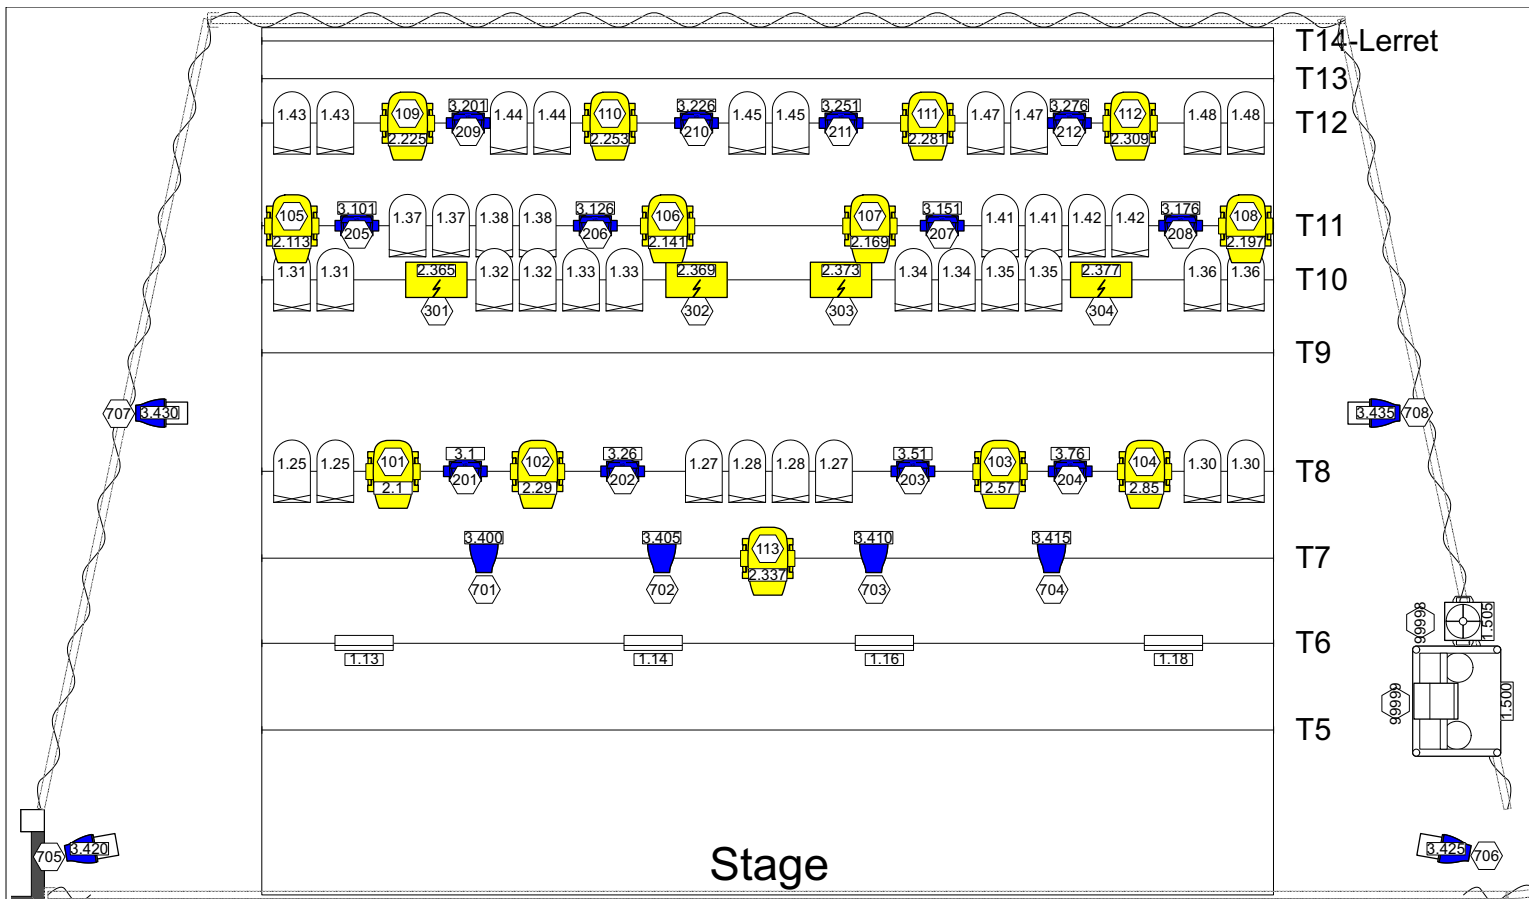 T14-Lerret
T13
3.201 3.226 3.251 3.276
1.43 1.43 109 1.44 1.44 110 1.45 1.45 111 1.47 1.47 112 1.48 1.48 T12
209 210 211 212
2.225 2.253 2.281 2.309
3.101 3.126 3.151 3.176
105 1.37 1.37 1.38 1.38 106 107 1.41 1.41 1.42 1.42 108 T11
205 206 207 208
2.113 2.141 2.169 2.197
1.31 1.31 2.365 1.32 1.32 1.33 1.33 2.369 2.373 1.34 1.34 1.35 1.35 2.377 1.36 1.36 T10
301 302 303 304
T9
707 3.430 3.435 708
3.1 3.26 3.51 3.76
1.25 1.25 101 102 1.27 1.28 1.28 1.27 103 104 1.30 1.30 T8
201 202 203 204
2.1 2.29 2.57 2.85
3.400 3.405 3.410 3.415
113 T7
2.337
701 702 703 704
99998 1.505
T6
1.13 1.14 1.16 1.18
99999 1.500
T5
705 3.420 3.425 706
Stage